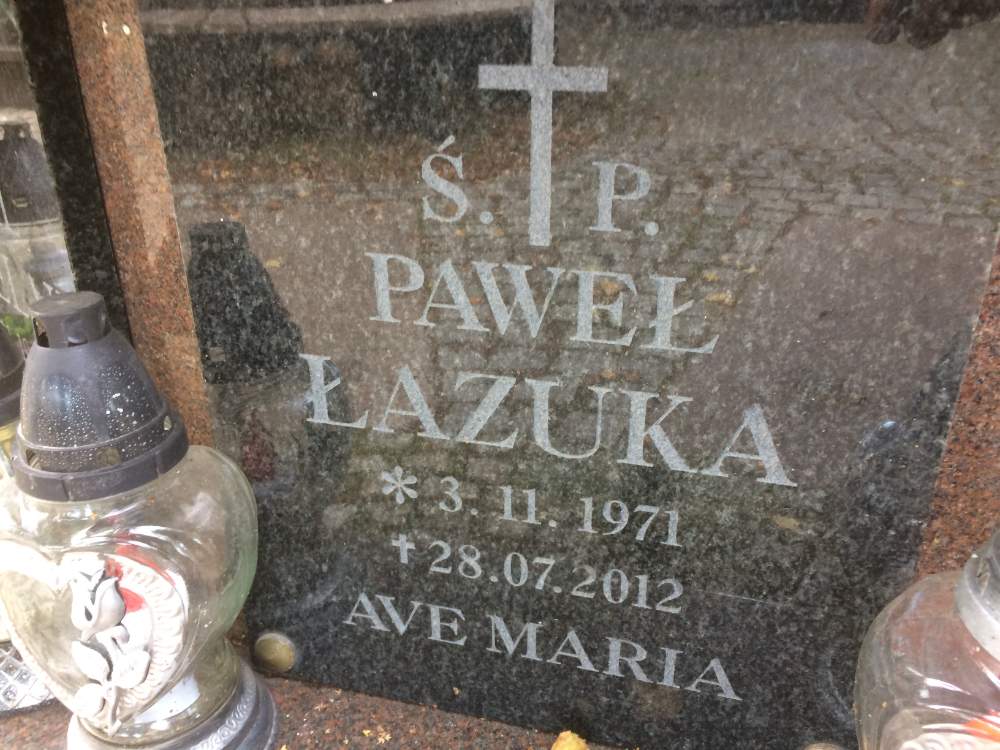 Ś. P.
PAWEŁ
ŁAZUKA
* 3. 11. 1971
✝ 28.07.2012
AVE MARIA